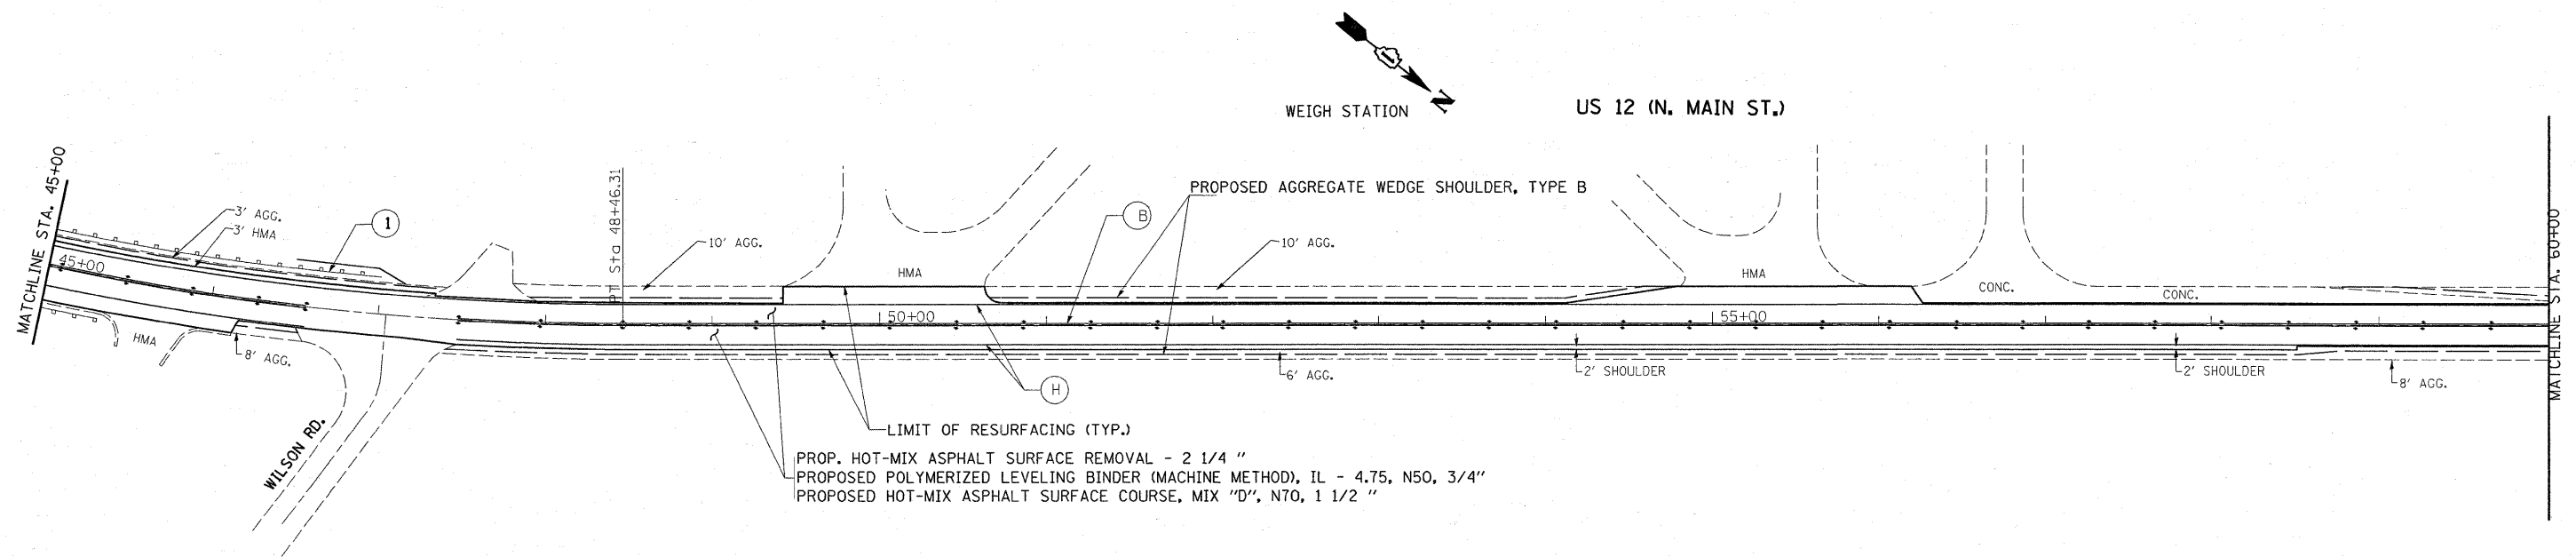 WEIGH STATION
N
US 12 (N. MAIN ST.)
MATCHLINE STA. 45+00
3' AGG.
3' HMA
1
45+00
HMA
8' AGG.
WILSON RD.
PT Sta 48+46.31
10' AGG.
HMA
50+00
PROPOSED AGGREGATE WEDGE SHOULDER, TYPE B
B
10' AGG.
H
6' AGG.
2' SHOULDER
HMA
55+00
CONC.
CONC.
2' SHOULDER
8' AGG.
MATCHLINE STA. 60+00
LIMIT OF RESURFACING (TYP.)
PROP. HOT-MIX ASPHALT SURFACE REMOVAL - 2 1/4 "
PROPOSED POLYMERIZED LEVELING BINDER (MACHINE METHOD), IL - 4.75, N50, 3/4"
PROPOSED HOT-MIX ASPHALT SURFACE COURSE, MIX "D", N70, 1 1/2 "